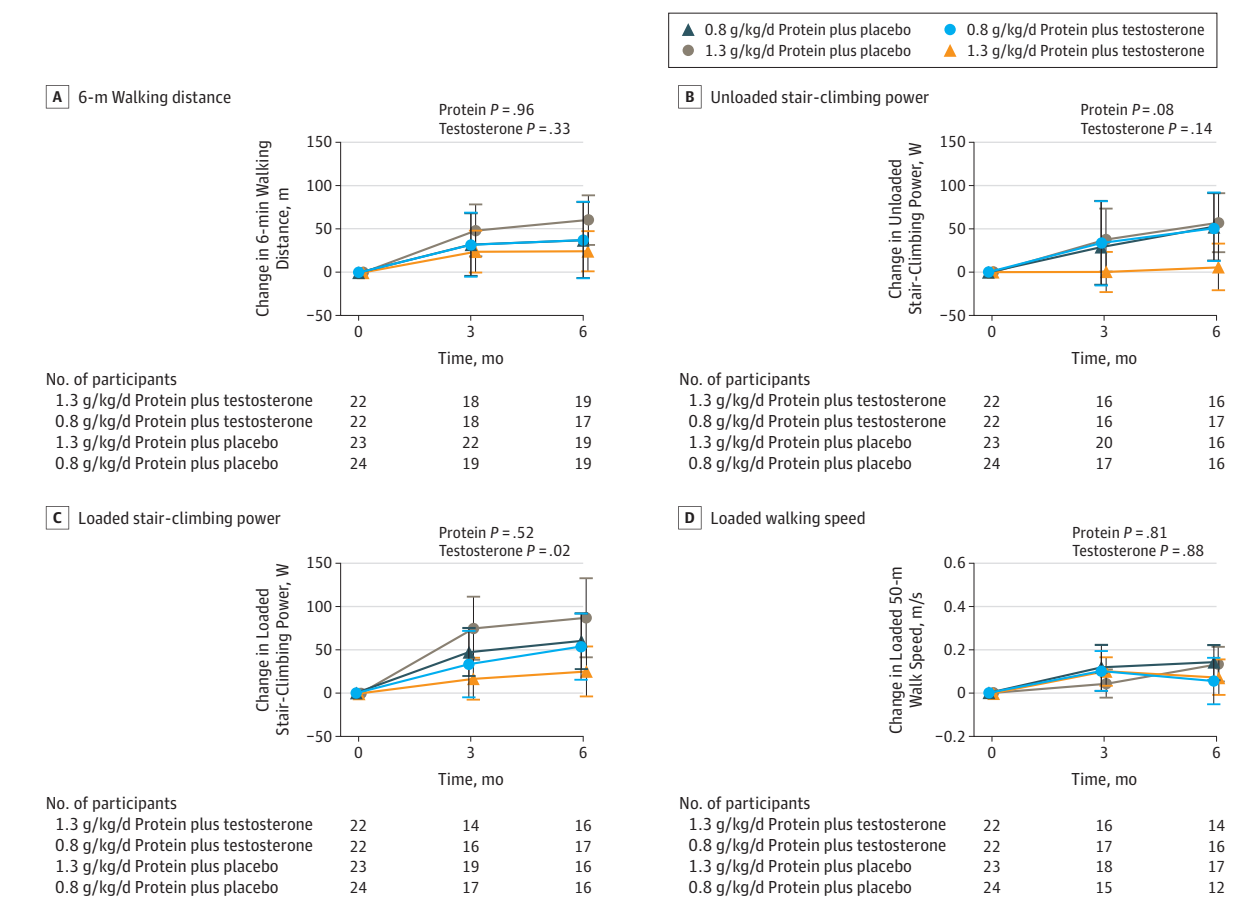 0.8 g/kg/d Protein plus placebo
0.8 g/kg/d Protein plus testosterone
1.3 g/kg/d Protein plus placebo
1.3 g/kg/d Protein plus testosterone
A 6-m Walking distance
Protein P = .96
Testosterone P = .33
Change in 6-min Walking
Distance, m
150
100
50
0
−50
0 3 6
Time, mo
No. of participants
1.3 g/kg/d Protein plus testosterone 22 18 19
0.8 g/kg/d Protein plus testosterone 22 18 17
1.3 g/kg/d Protein plus placebo 23 22 19
0.8 g/kg/d Protein plus placebo 24 19 19
B Unloaded stair-climbing power
Protein P = .08
Testosterone P = .14
Change in Unloaded
Stair-Climbing Power, W
150
100
50
0
−50
0 3 6
Time, mo
No. of participants
1.3 g/kg/d Protein plus testosterone 22 16 16
0.8 g/kg/d Protein plus testosterone 22 16 17
1.3 g/kg/d Protein plus placebo 23 20 16
0.8 g/kg/d Protein plus placebo 24 17 16
C Loaded stair-climbing power
Protein P = .52
Testosterone P = .02
Change in Loaded
Stair-Climbing Power, W
150
100
50
0
−50
0 3 6
Time, mo
No. of participants
1.3 g/kg/d Protein plus testosterone 22 14 16
0.8 g/kg/d Protein plus testosterone 22 16 17
1.3 g/kg/d Protein plus placebo 23 19 16
0.8 g/kg/d Protein plus placebo 24 17 16
D Loaded walking speed
Protein P = .81
Testosterone P = .88
Change in Loaded 50-m
Walk Speed, m/s
0.6
0.4
0.2
0
−0.2
0 3 6
Time, mo
No. of participants
1.3 g/kg/d Protein plus testosterone 22 16 14
0.8 g/kg/d Protein plus testosterone 22 17 16
1.3 g/kg/d Protein plus placebo 23 18 17
0.8 g/kg/d Protein plus placebo 24 15 12